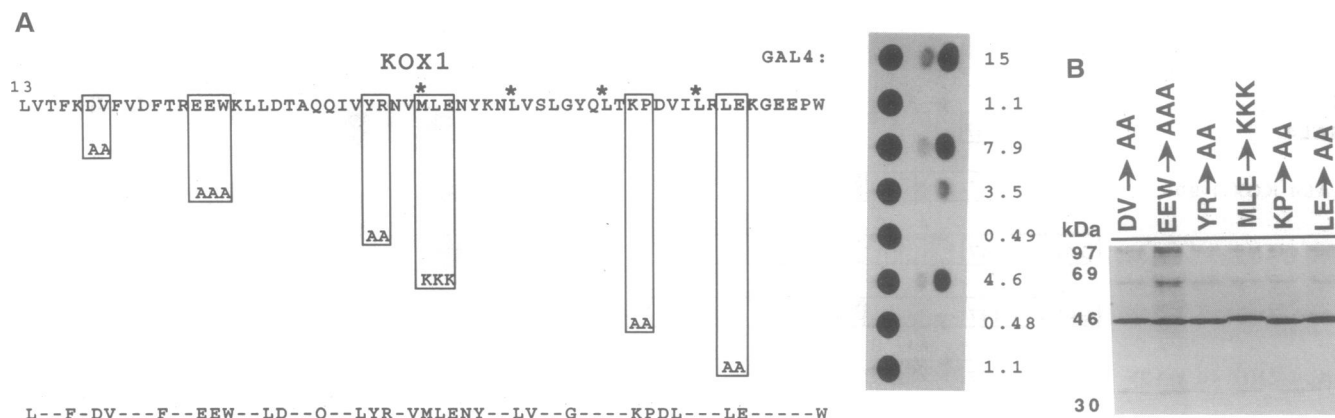 A
KOX1
GAL4:
13
* * * *
LVTFKDVFVDFTREEWKLLDTAQQIVYRNVMLENYKNLVSLGYQLTKPDVILRLEKGEEPW
AA
AAA
AA
KKK
AA
AA
L--F-DV---F--EEW--LD--Q--LYR-VMLENY--LV---G----KPDL---LE-----W
15
1.1
7.9
3.5
0.49
4.6
0.48
1.1
B
DV→AA
EEW→AAA
YR→AA
MLE→KKK
KP→AA
LE→AA
kDa
97
69
46
30